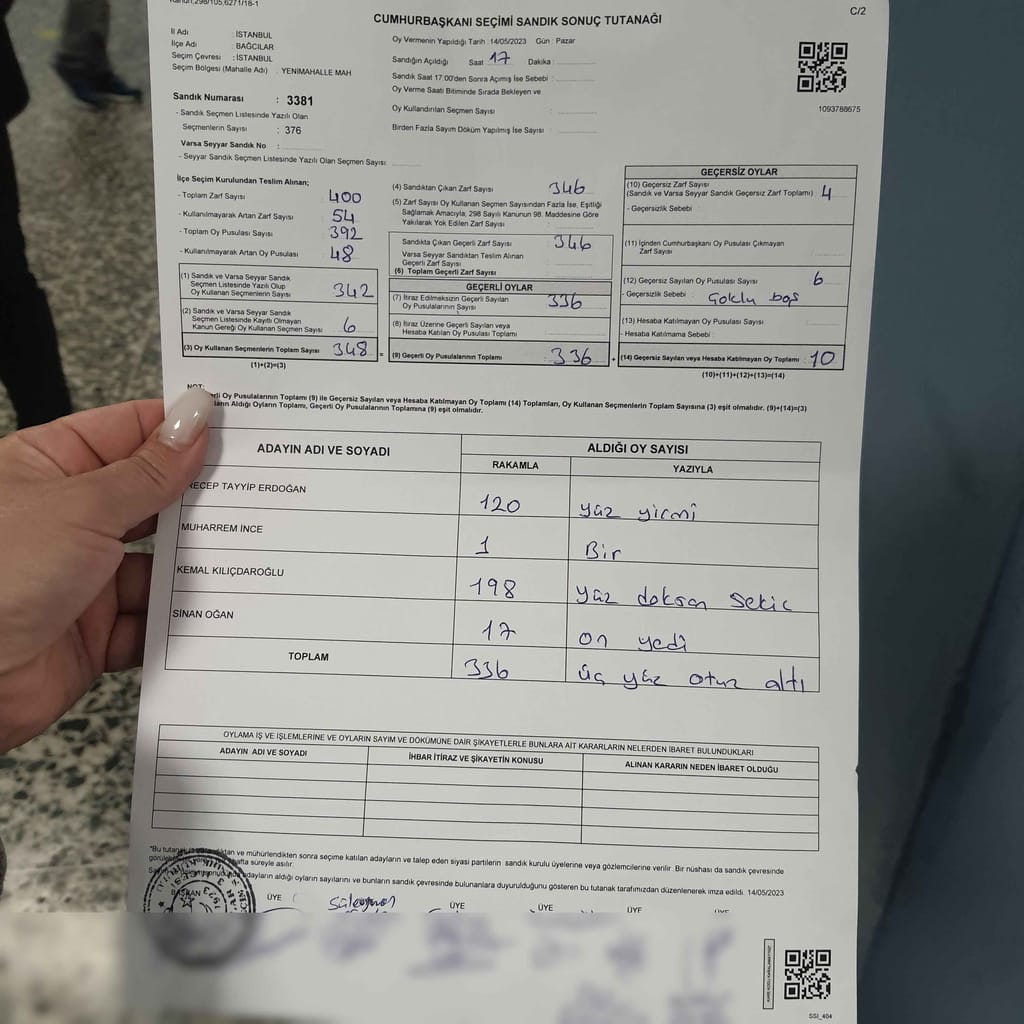 Kanun,298/105,6271/18-1
CUMHURBAŞKANI SEÇİMİ SANDIK SONUÇ TUTANAĞI
C/2
İl Adı : İSTANBUL
İlçe Adı : BAĞCILAR
Seçim Çevresi : İSTANBUL
Seçim Bölgesi (Mahalle Adı) : YENİMAHALLE MAH
Sandık Numarası : 3381
- Sandık Seçmen Listesinde Yazılı Olan
Seçmenlerin Sayısı : 376
Varsa Seyyar Sandık No :
- Seyyar Sandık Seçmen Listesinde Yazılı Olan Seçmen Sayısı :
Oy Vermenin Yapıldığı Tarih : 14/05/2023 Gün : Pazar
Sandığın Açıldığı Saat 17 Dakika :
Sandık Saat 17:00'den Sonra Açımış İse Sebebi :
Oy Verme Saati Bitiminde Sırada Bekleyen ve
Oy Kullandırılan Seçmen Sayısı :
Birden Fazla Sayım Döküm Yapılmış İse Sayısı :
1093788675
İlçe Seçim Kurulundan Teslim Alınan;
- Toplam Zarf Sayısı : 400
- Kullanılmayarak Artan Zarf Sayısı : 54
- Toplam Oy Pusulası Sayısı : 392
- Kullanılmayarak Artan Oy Pusulası : 48
(1) Sandık ve Varsa Seyyar Sandık
Seçmen Listesinde Yazılı Olup
Oy Kullanan Seçmenlerin Sayısı : 342
(2) Sandık ve Varsa Seyyar Sandık
Seçmen Listesinde Kayıtlı Olmayan
Kanun Gereği Oy Kullanan Seçmen Sayısı : 6
(3) Oy Kullanan Seçmenlerin Toplam Sayısı : 348 =
(1)+(2)=(3)
(4) Sandıktan Çıkan Zarf Sayısı : 346
(5) Zarf Sayısı Oy Kullanan Seçmen Sayısından Fazla İse, Eşitliği
Sağlamak Amacıyla; 298 Sayılı Kanunun 98. Maddesine Göre
Yakılarak Yok Edilen Zarf Sayısı :
Sandıkta Çıkan Geçerli Zarf Sayısı : 346
Varsa Seyyar Sandıktan Teslim Alınan
Geçerli Zarf Sayısı :
(6) Toplam Geçerli Zarf Sayısı :
GEÇERLİ OYLAR
(7) İtiraz Edilmeksizin Geçerli Sayılan
Oy Pusulalarının Sayısı : 336
(8) İtiraz Üzerine Geçerli Sayılan veya
Hesaba Katılan Oy Pusulası Toplamı :
(9) Geçerli Oy Pusulalarının Toplamı : 336 +
GEÇERSİZ OYLAR
(10) Geçersiz Zarf Sayısı
(Sandık ve Varsa Seyyar Sandık Geçersiz Zarf Toplamı) : 4
- Geçersizlik Sebebi :
(11) İçinden Cumhurbaşkanı Oy Pusulası Çıkmayan
Zarf Sayısı :
(12) Geçersiz Sayılan Oy Pusulası Sayısı : 6
- Geçersizlik Sebebi : Çoklu boş
(13) Hesaba Katılmayan Oy Pusulası Sayısı :
- Hesaba Katılmama Sebebi :
(14) Geçersiz Sayılan veya Hesaba Katılmayan Oy Toplamı : 10
(10)+(11)+(12)+(13)=(14)
NOT:
Oy Pusulalarının Toplamı (9) ile Geçersiz Sayılan veya Hesaba Katılmayan Oy Toplamı (14) Toplamları, Oy Kullanan Seçmenlerin Toplam Sayısına (3) eşit olmalıdır. (9)+(14)=(3)
Aldığı Oyların Toplamı, Geçerli Oy Pusulalarının Toplamına (9) eşit olmalıdır.
ADAYIN ADI VE SOYADI
ALDIĞI OY SAYISI
RAKAMLA YAZIYLA
RECEP TAYYİP ERDOĞAN 120 yüz yirmi
MUHARREM İNCE 1 Bir
KEMAL KILIÇDAROĞLU 198 yüz doksan sekic
SİNAN OĞAN 17 on yedi
TOPLAM 336 üç yüz otuz altı
OYLAMA İŞ VE İŞLEMLERİNE VE OYLARIN SAYIM VE DÖKÜMÜNE DAİR ŞİKAYETLERLE BUNLARA AİT KARARLARIN NELERDEN İBARET BULUNDUKLARI
ADAYIN ADI VE SOYADI İHBAR İTİRAZ VE ŞİKAYETİN KONUSU ALINAN KARARIN NEDEN İBARET OLDUĞU
"Bu tutanak ve mühürlendikten sonra seçime katılan adayların ve talep eden siyasi partilerin sandık kurulu üyelerine veya gözlemcilerine verilir. Bir nüshası da sandık çevresinde
hafta süreyle asılır.
adayların aldığı oyların sayılarını ve bunların sandık çevresinde bulunanlara duyurulduğunu gösteren bu tutanak tarafımızdan düzenlenerek imza edildi. 14/05/2023
BAŞKAN ÜYE ÜYE ÜYE ÜYE ÜYE
Süleyman
SSI_404